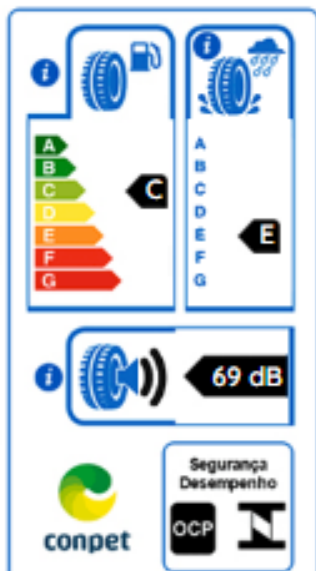 i
i
A
B
C
D
E
F
G
C
A
B
C
D
E
F
G
E
i
69 dB
conpet
Segurança
Desempenho
OCP